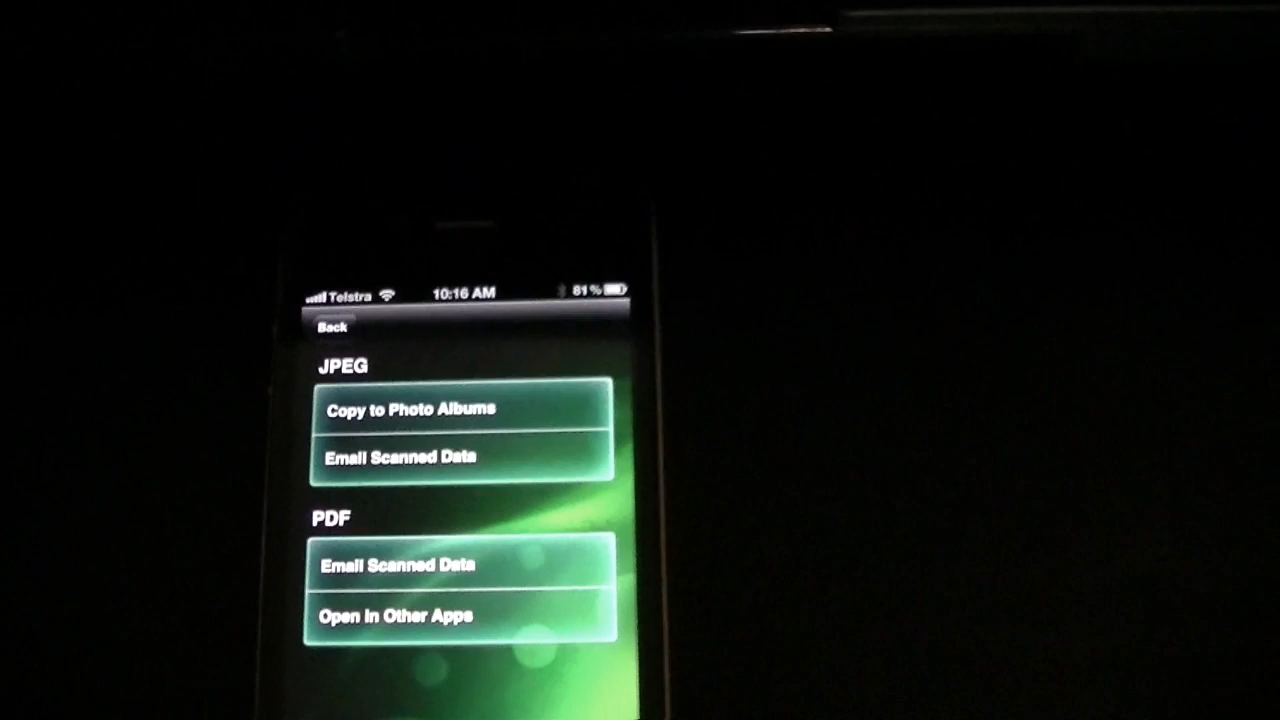 Telstra 10:16 AM 81%
Back
JPEG
Copy to Photo Albums
Email Scanned Data
PDF
Email Scanned Data
Open In Other Apps